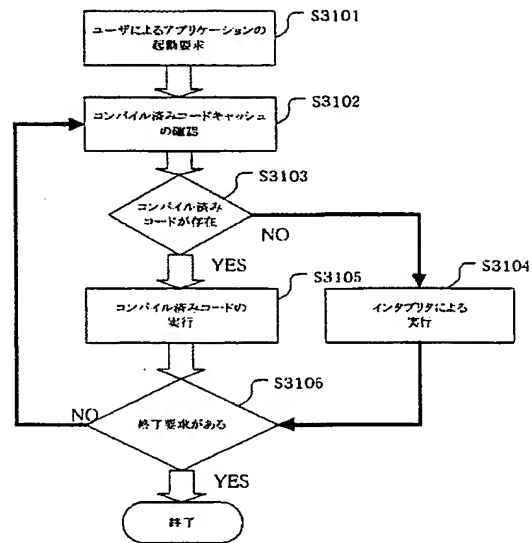 S3101
ユーザによるアプリケーションの
起動要求
S3102
コンパイル済みコードキャッシュ
の確認
S3103
コンパイル済み
コードが存在
NO
YES
S3104
インタプリタによる
実行
S3105
コンパイル済みコードの
実行
S3106
終了要求がある
NO
YES
終了